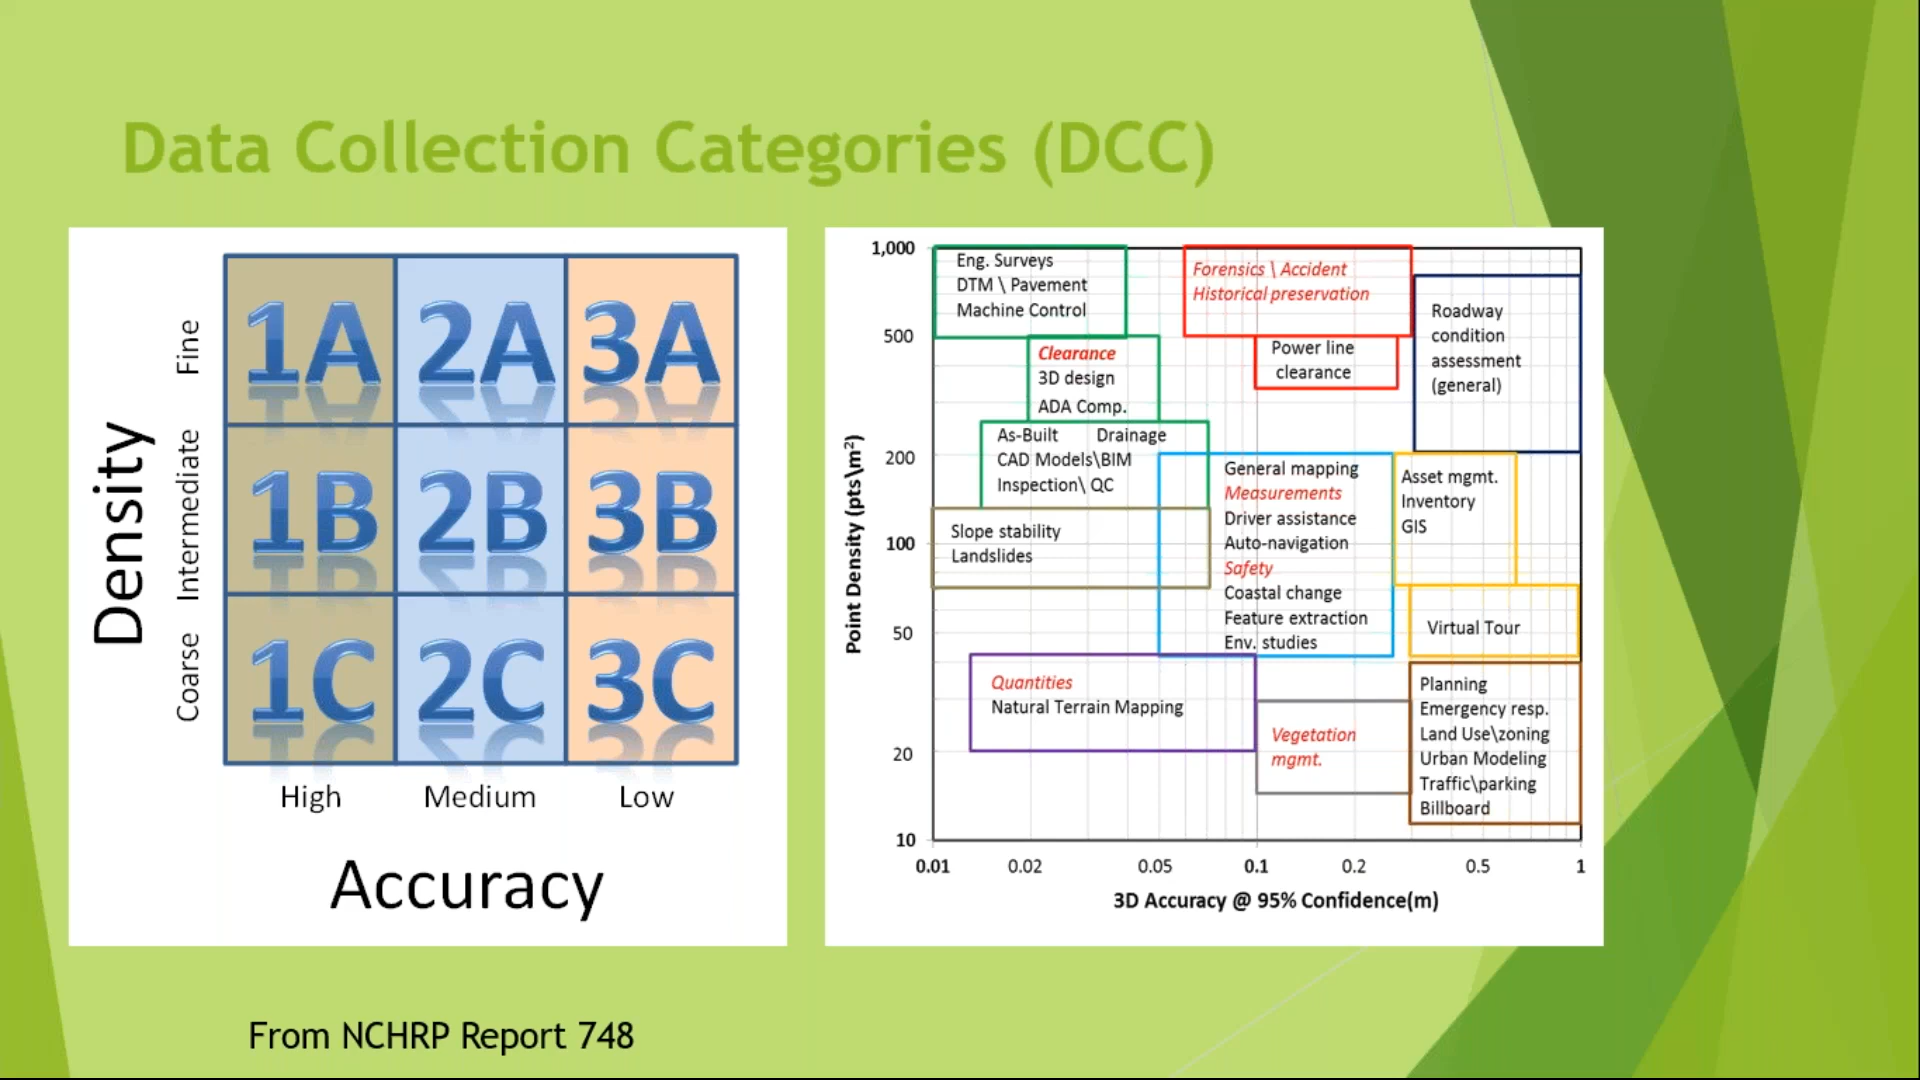 Data Collection Categories (DCC)
Density
Fine
Intermediate
Coarse
1A 2A 3A
1B 2B 3B
1C 2C 3C
High Medium Low
Accuracy
Point Density (pts\m²)
1,000
500
200
100
50
20
10
Eng. Surveys
DTM \ Pavement
Machine Control
Forensics \ Accident
Historical preservation
Roadway
condition
assessment
(general)
Clearance
3D design
ADA Comp.
Power line
clearance
As-Built Drainage
CAD Models\BIM
Inspection\ QC
General mapping
Measurements
Driver assistance
Auto-navigation
Safety
Coastal change
Feature extraction
Env. studies
Asset mgmt.
Inventory
GIS
Slope stability
Landslides
Virtual Tour
Quantities
Natural Terrain Mapping
Vegetation
mgmt.
Planning
Emergency resp.
Land Use\zoning
Urban Modeling
Traffic\parking
Billboard
0.01 0.02 0.05 0.1 0.2 0.5 1
3D Accuracy @ 95% Confidence(m)
From NCHRP Report 748